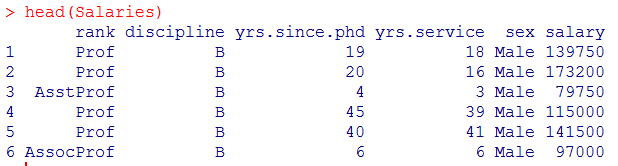 > head(Salaries)
rank discipline yrs.since.phd yrs.service sex salary
1 Prof B 19 18 Male 139750
2 Prof B 20 16 Male 173200
3 AsstProf B 4 3 Male 79750
4 Prof B 45 39 Male 115000
5 Prof B 40 41 Male 141500
6 AssocProf B 6 6 Male 97000